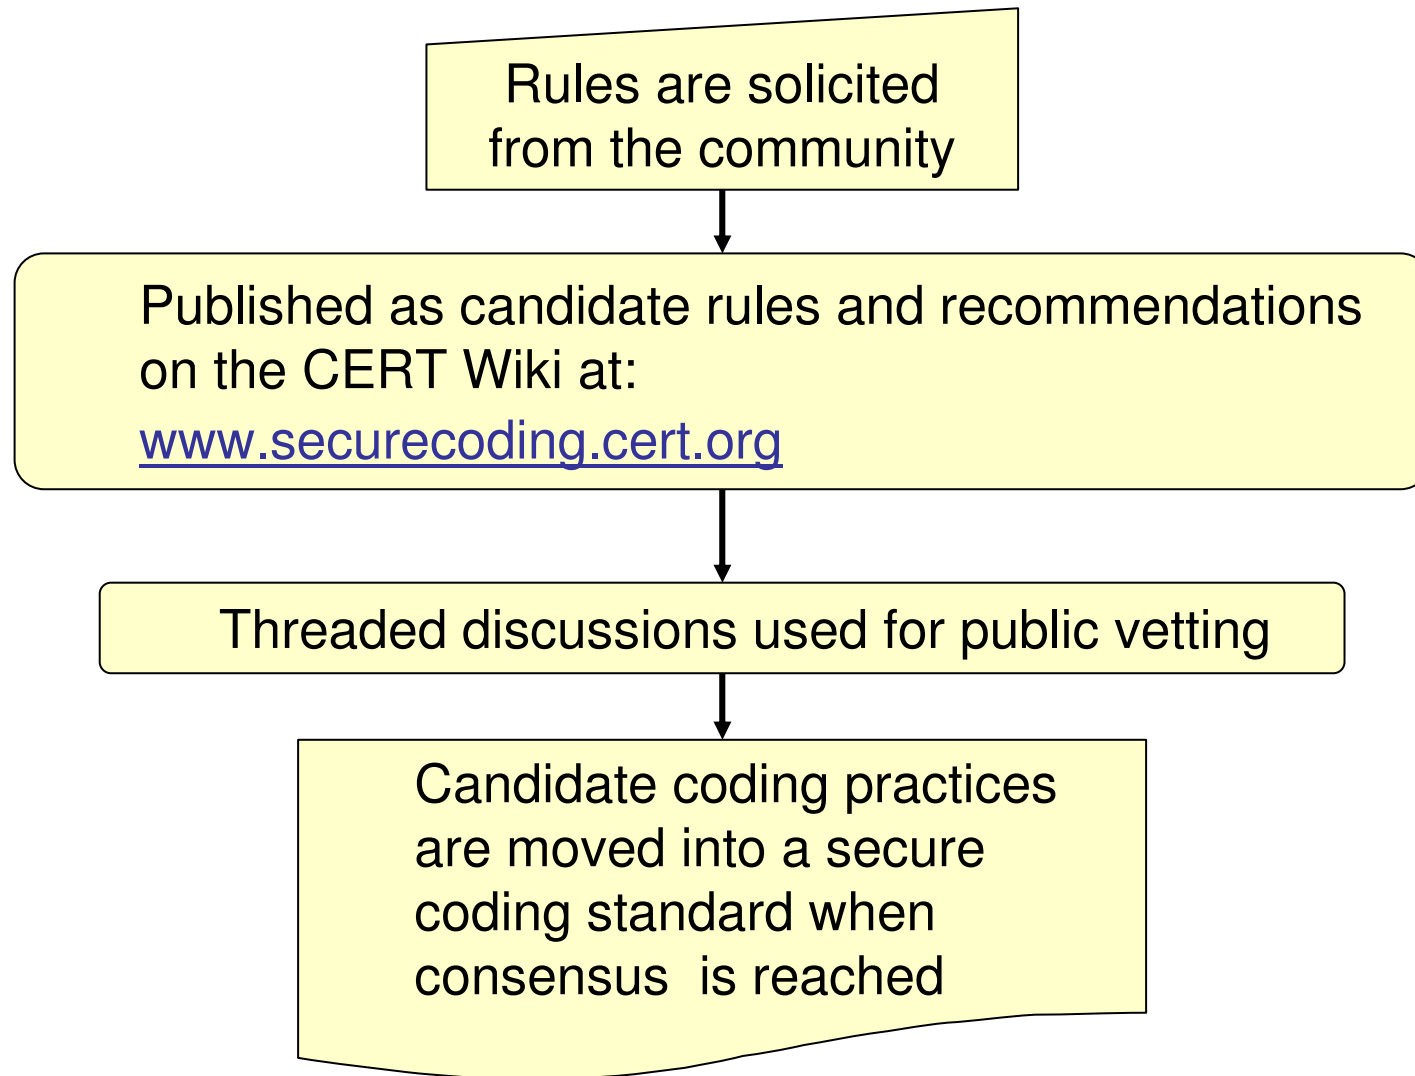 Rules are solicited
from the community
Published as candidate rules and recommendations
on the CERT Wiki at:
www.securecoding.cert.org
Threaded discussions used for public vetting
Candidate coding practices
are moved into a secure
coding standard when
consensus  is reached